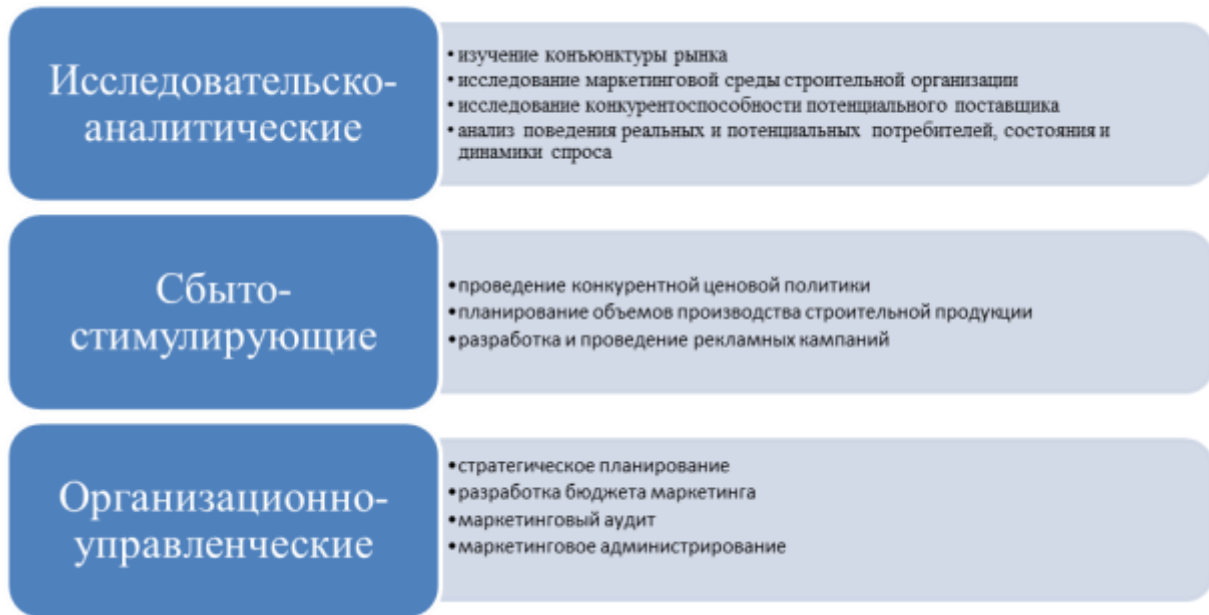 Исследовательско-
аналитические
• изучение конъюнктуры рынка
• исследование маркетинговой среды строительной организации
• исследование конкурентоспособности потенциального поставщика
• анализ поведения реальных и потенциальных потребителей, состояния и
динамики спроса
Сбыто-
стимулирующие
•проведение конкурентной ценовой политики
•планирование объемов производства строительной продукции
•разработка и проведение рекламных кампаний
Организационно-
управленческие
•стратегическое планирование
•разработка бюджета маркетинга
•маркетинговый аудит
•маркетинговое администрирование